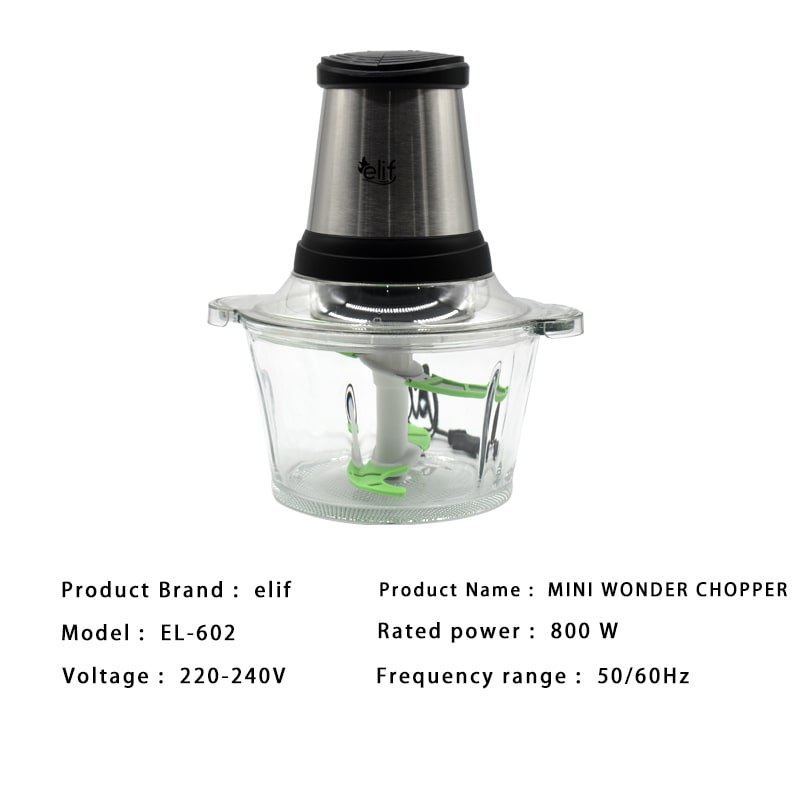 elif
Product Brand : elif
Product Name : MINI WONDER CHOPPER
Model : EL-602
Rated power : 800 W
Voltage : 220-240V
Frequency range : 50/60Hz